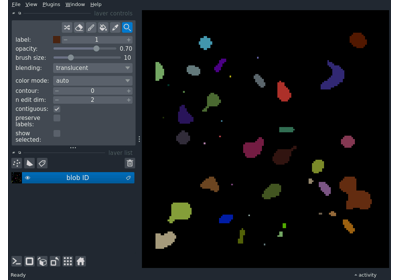 File View Plugins Window Help
layer controls
label: 1
opacity: 0.70
brush size: 10
blending: translucent
color mode: auto
contour: 0
n edit dim: 2
contiguous:
preserve
labels:
show
selected:
layer list
blob ID
Ready
activity